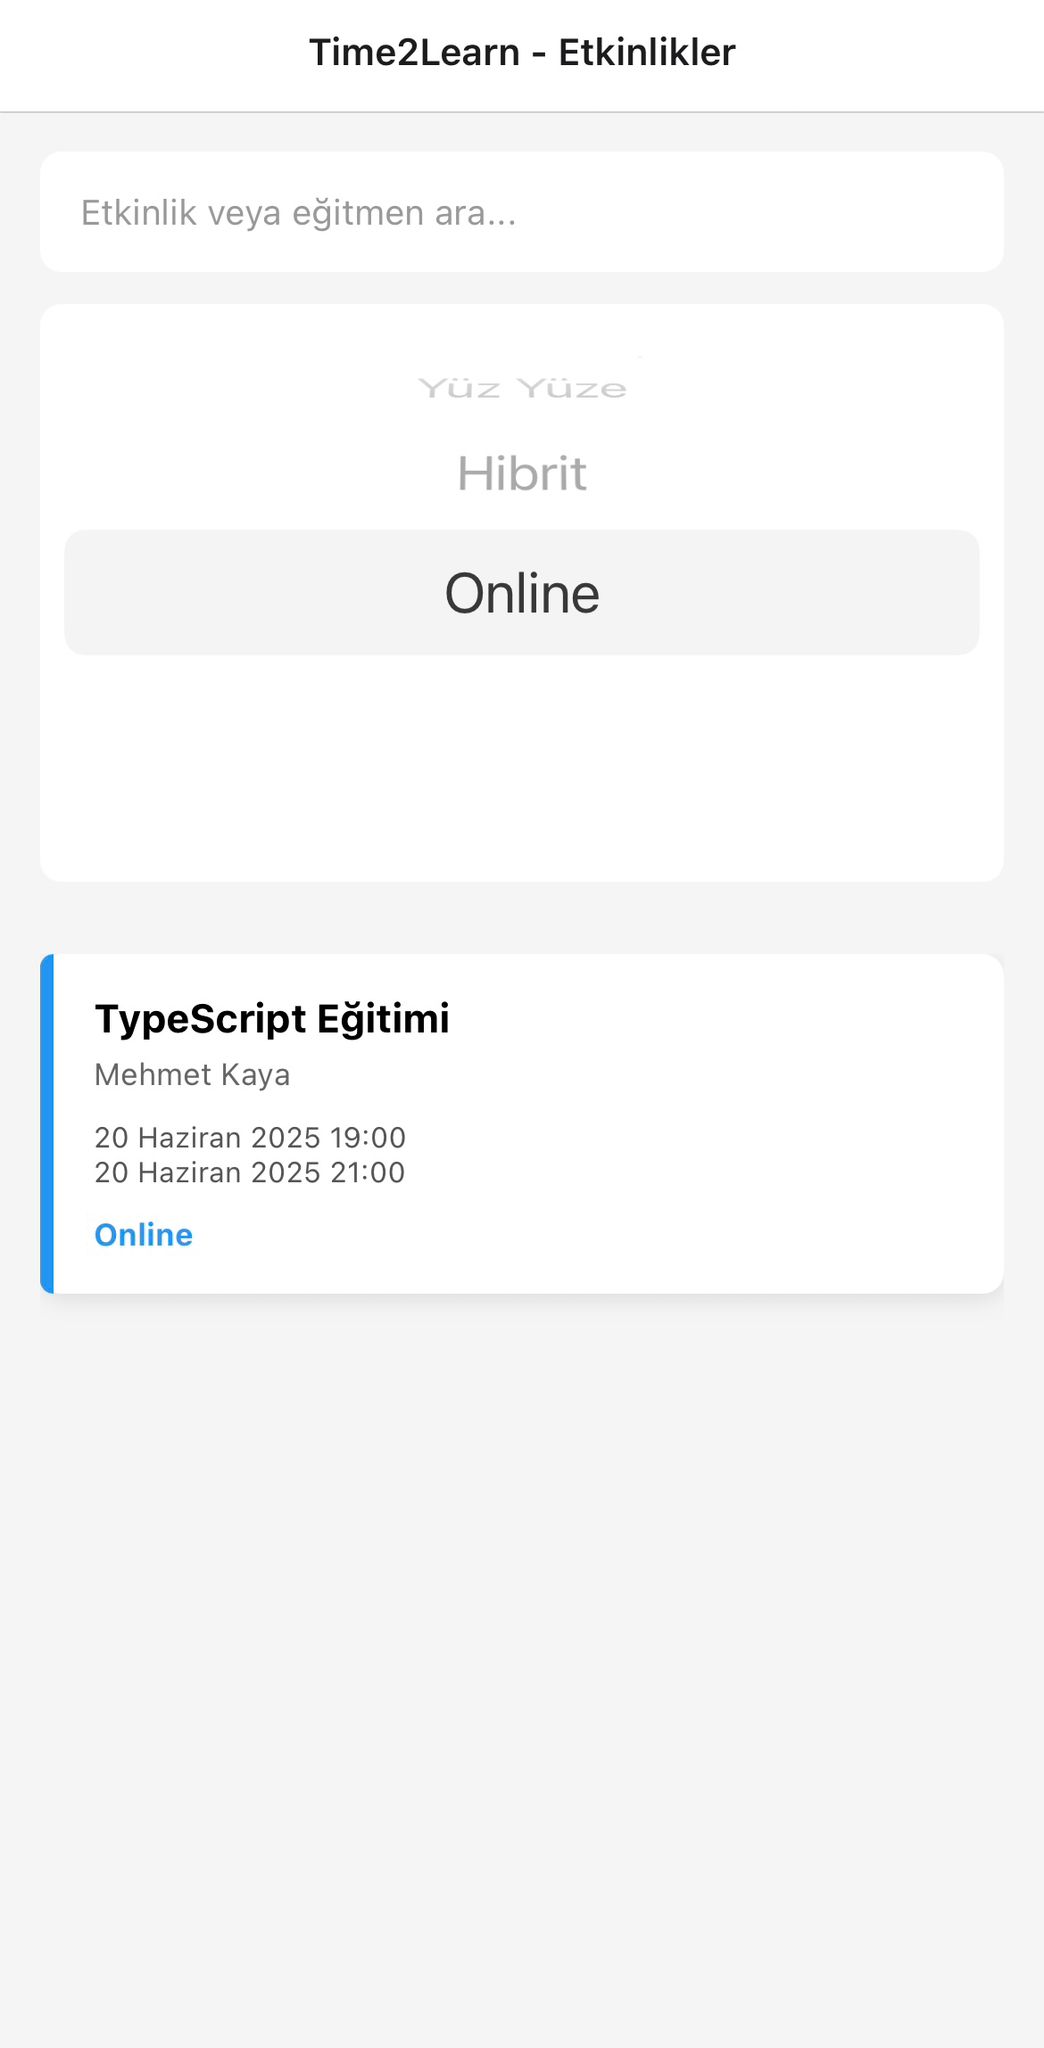 Time2Learn - Etkinlikler
Etkinlik veya eğitmen ara...
Yüz Yüze
Hibrit
Online
TypeScript Eğitimi
Mehmet Kaya
20 Haziran 2025 19:00
20 Haziran 2025 21:00
Online